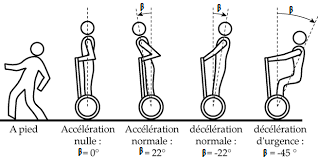 β β β
A pied Accélération Accélération décélération décélération
nulle : normale : normale : d'urgence :
β= 0° β= 22° β= -22° β= -45 °